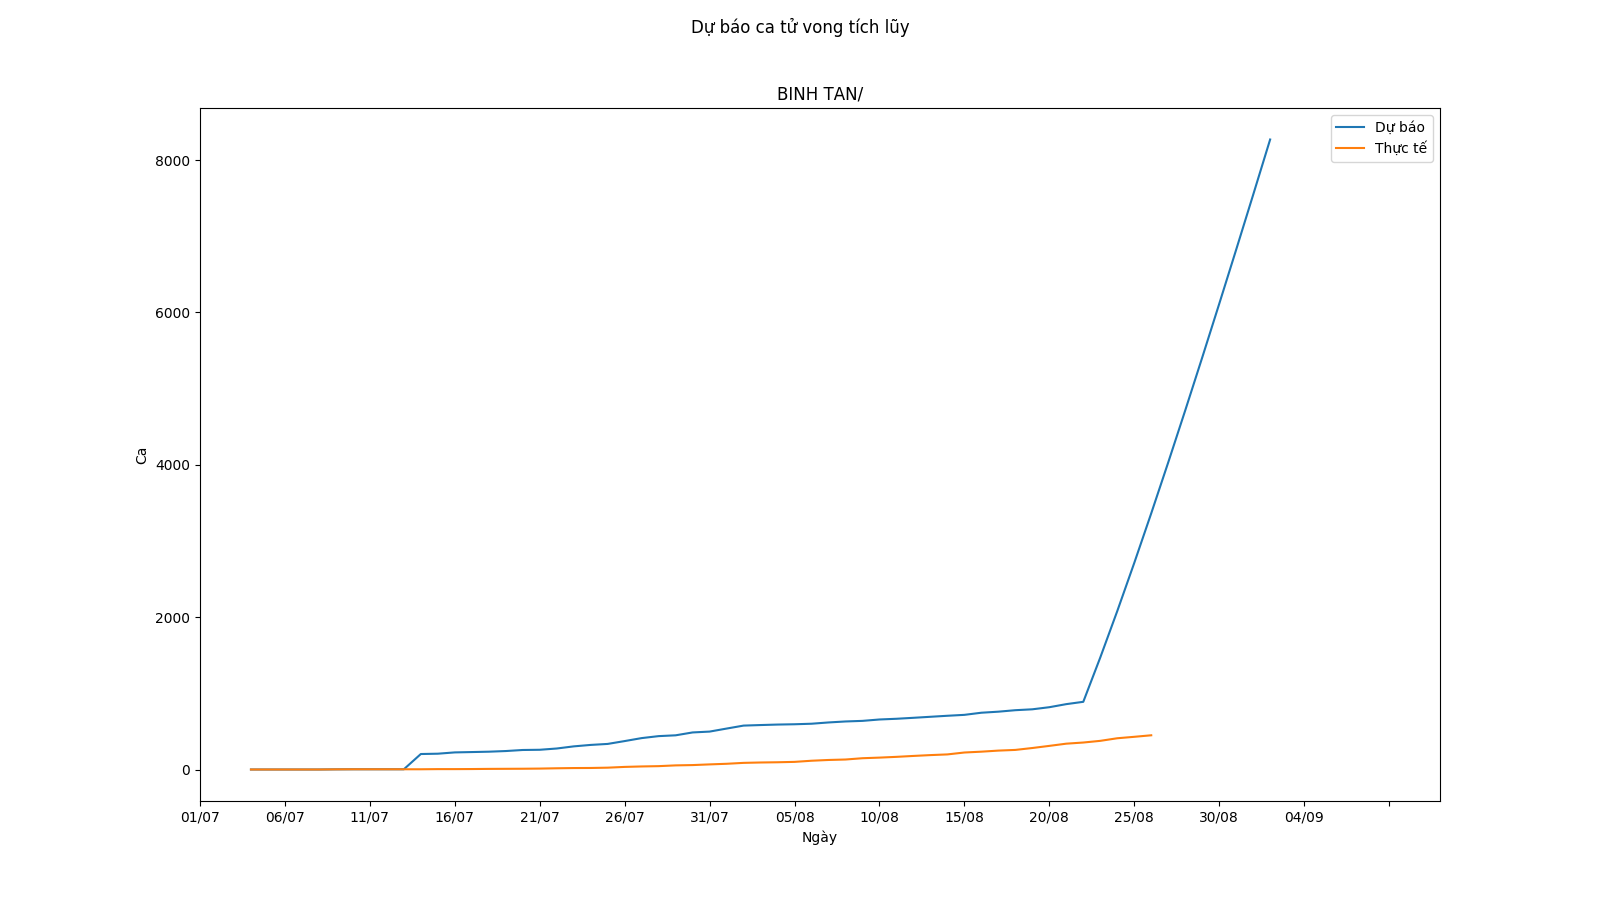 Dự báo ca tử vong tích lũy
BINH TAN/
Dự báo
Thực tế
8000
6000
4000
2000
0
Ca
01/07 06/07 11/07 16/07 21/07 26/07 31/07 05/08 10/08 15/08 20/08 25/08 30/08 04/09
Ngày